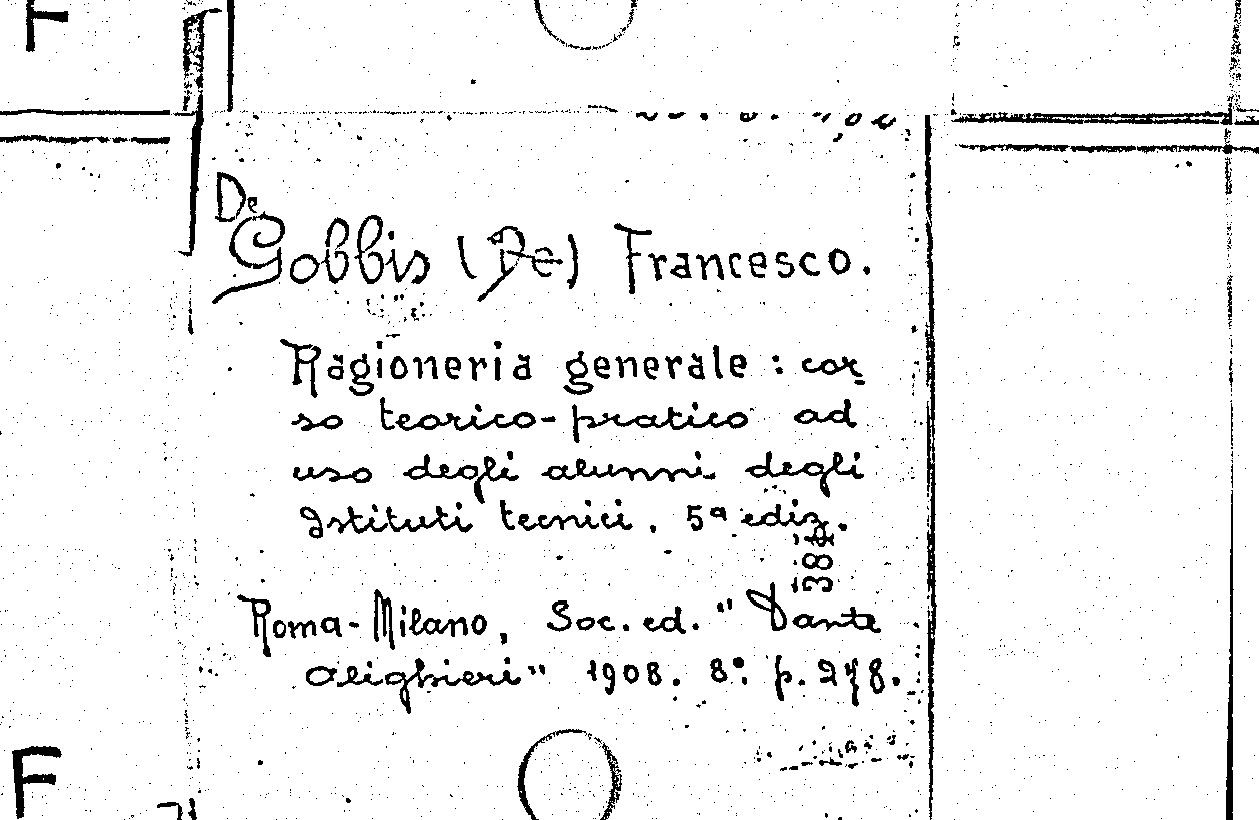 F
De
Gobbis (De) Francesco.
Ragioneria generale : cor-
so teorico-pratico ad
uso degli alunni degli
Istituti tecnici. 5ª ediz.
Roma-Milano, Soc. ed. "Dante
Alighieri" 1908. 8°. p. 278.
F